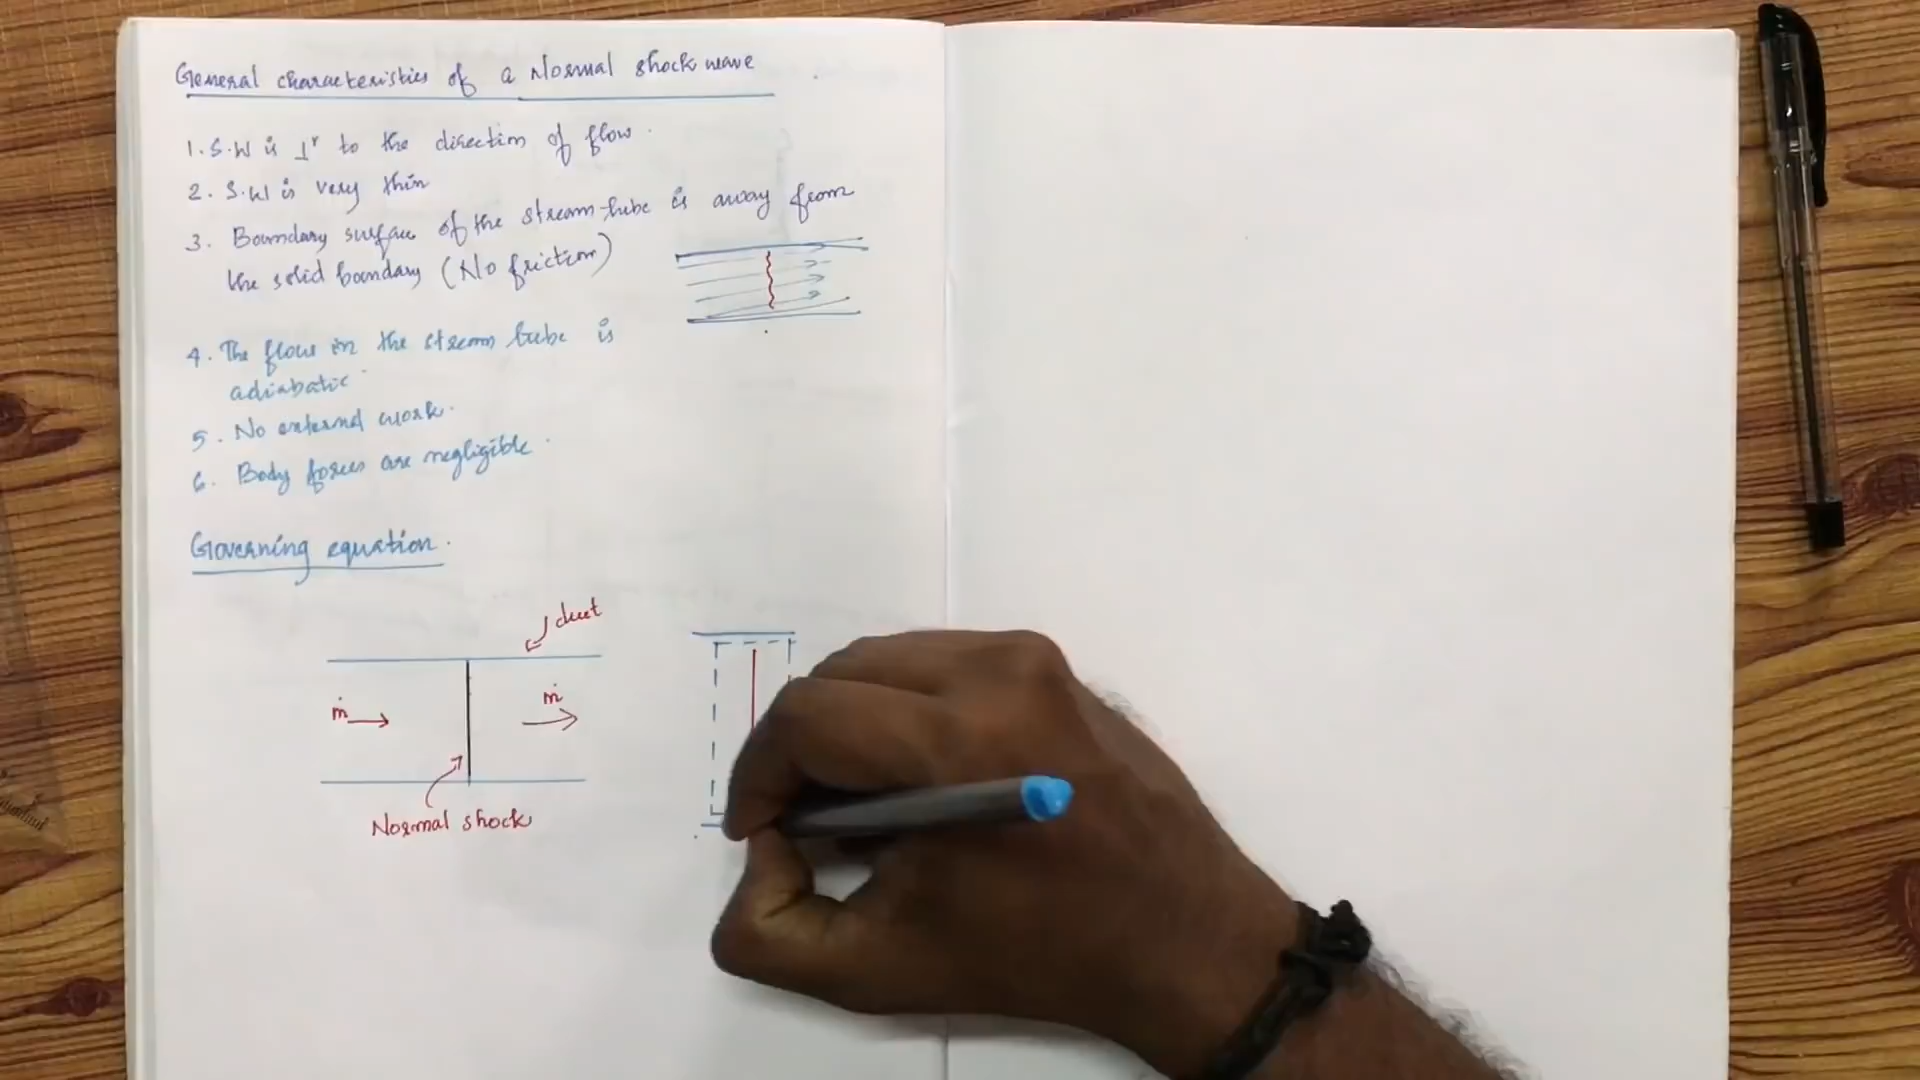 General characteristics of a Normal shock wave
1. S.W is ⊥r to the direction of flow.
2. S.W is very thin
3. Boundary surface of the stream-tube is away from
the solid boundary (No friction)
4. The flow in the stream tube is
adiabatic
5. No external work.
6. Body forces are negligible.
Governing equation.
duct
ṁ
ṁ
Normal shock